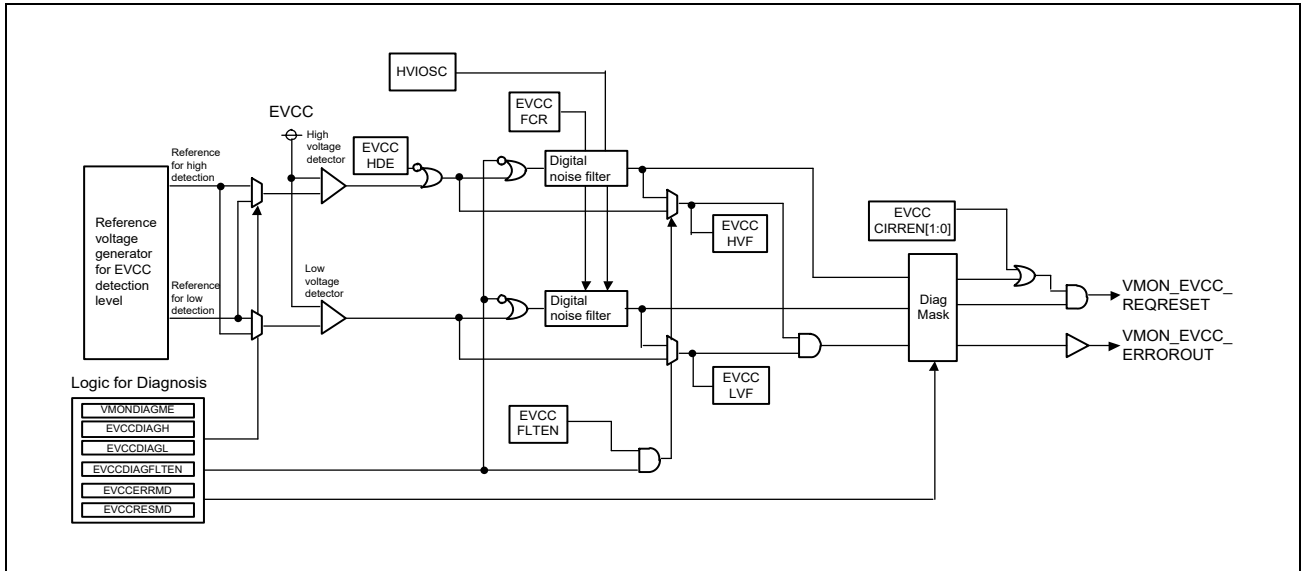 HVIOSC
EVCC
FCR
EVCC
High
voltage
detector
EVCC
HDE
Reference
for high
detection
Digital
noise filter
Reference
voltage
generator
for EVCC
detection
level
EVCC
CIRREN[1:0]
EVCC
HVF
Low
voltage
detector
Reference
for low
detection
Digital
noise filter
Diag
Mask
VMON_EVCC_
REQRESET
VMON_EVCC_
ERROROUT
EVCC
LVF
Logic for Diagnosis
VMONDIAGME
EVCCDIAGH
EVCCDIAGL
EVCCDIAGFLTEN
EVCCERRMD
EVCCRESMD
EVCC
FLTEN